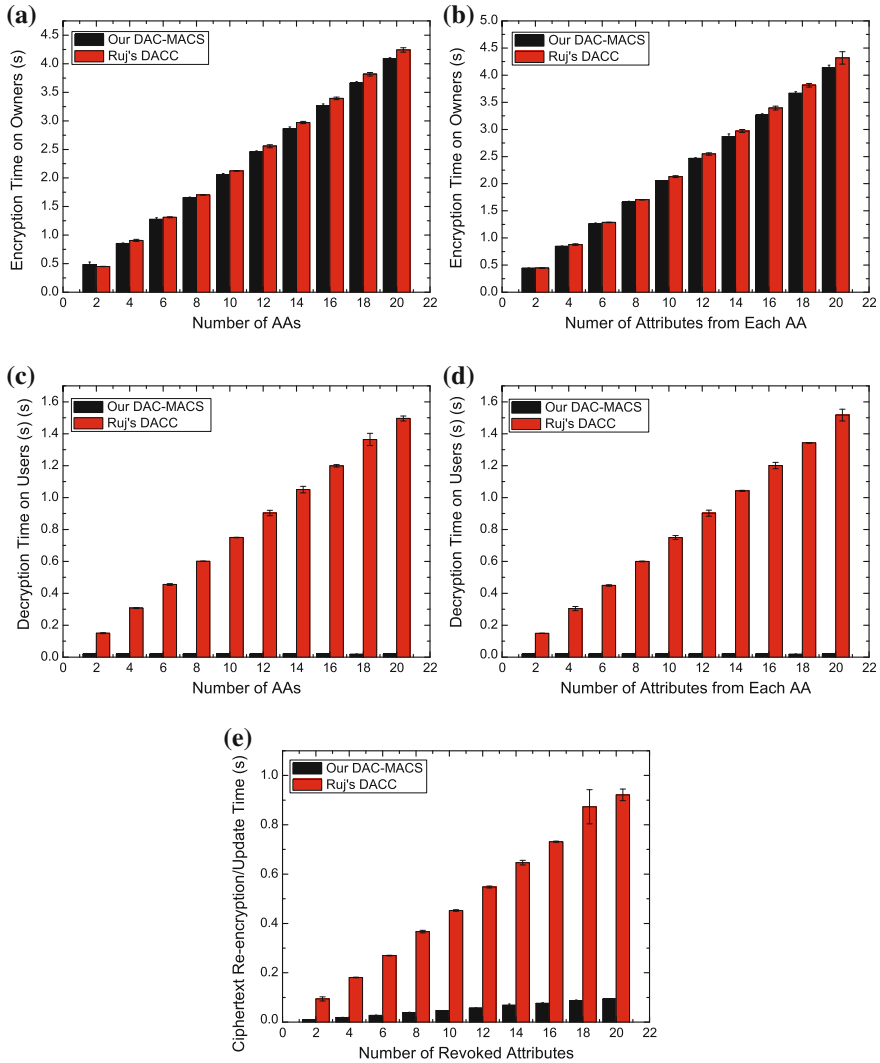 (a)
Our DAC-MACS
Ruj's DACC
Encryption Time on Owners (s)
5.0
4.5
4.0
3.5
3.0
2.5
2.0
1.5
1.0
0.5
0.0
0 2 4 6 8 10 12 14 16 18 20 22
Number of AAs
(b)
Our DAC-MACS
Ruj's DACC
Encryption Time on Owners (s)
5.0
4.5
4.0
3.5
3.0
2.5
2.0
1.5
1.0
0.5
0.0
0 2 4 6 8 10 12 14 16 18 20 22
Numer of Attributes from Each AA
(c)
Our DAC-MACS
Ruj's DACC
Decryption Time on Users (s) (s)
1.6
1.4
1.2
1.0
0.8
0.6
0.4
0.2
0.0
0 2 4 6 8 10 12 14 16 18 20 22
Number of AAs
(d)
Our DAC-MACS
Ruj's DACC
Decryption Time on Users (s) (s)
1.6
1.4
1.2
1.0
0.8
0.6
0.4
0.2
0.0
0 2 4 6 8 10 12 14 16 18 20 22
Number of Attributes from Each AA
(e)
Our DAC-MACS
Ruj's DACC
Ciphertext Re-encryption/Update Time (s)
1.0
0.8
0.6
0.4
0.2
0.0
0 2 4 6 8 10 12 14 16 18 20 22
Number of Revoked Attributes